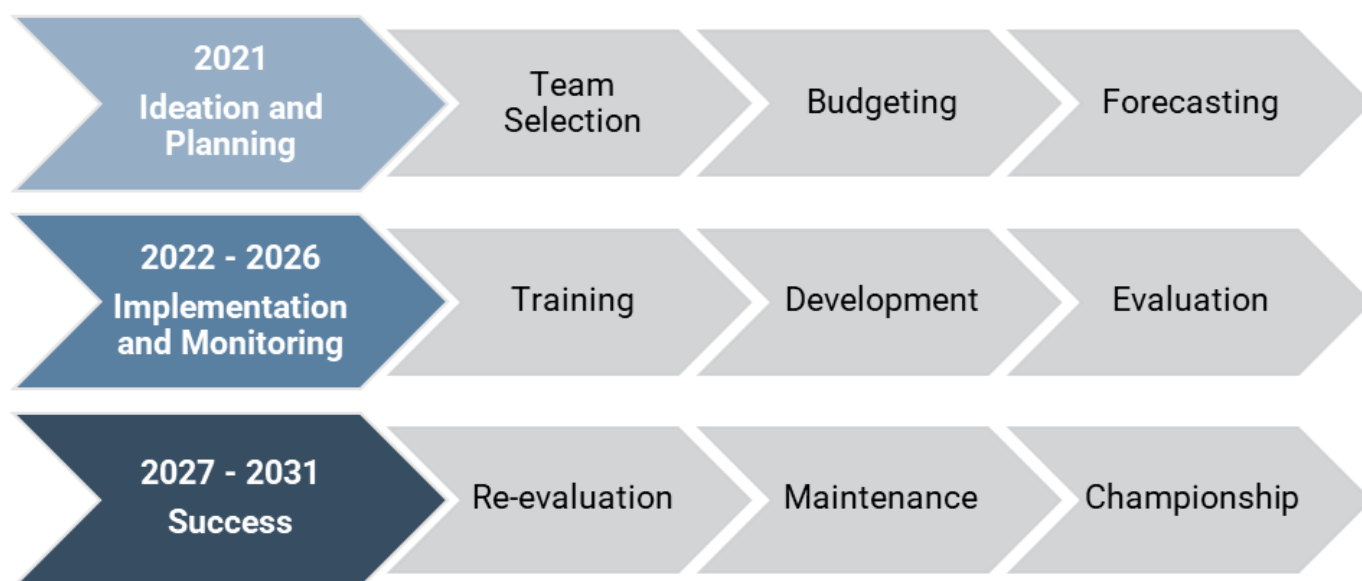 2021
Ideation and
Planning
Team
Selection
Budgeting
Forecasting
2022 - 2026
Implementation
and Monitoring
Training
Development
Evaluation
2027 - 2031
Success
Re-evaluation
Maintenance
Championship